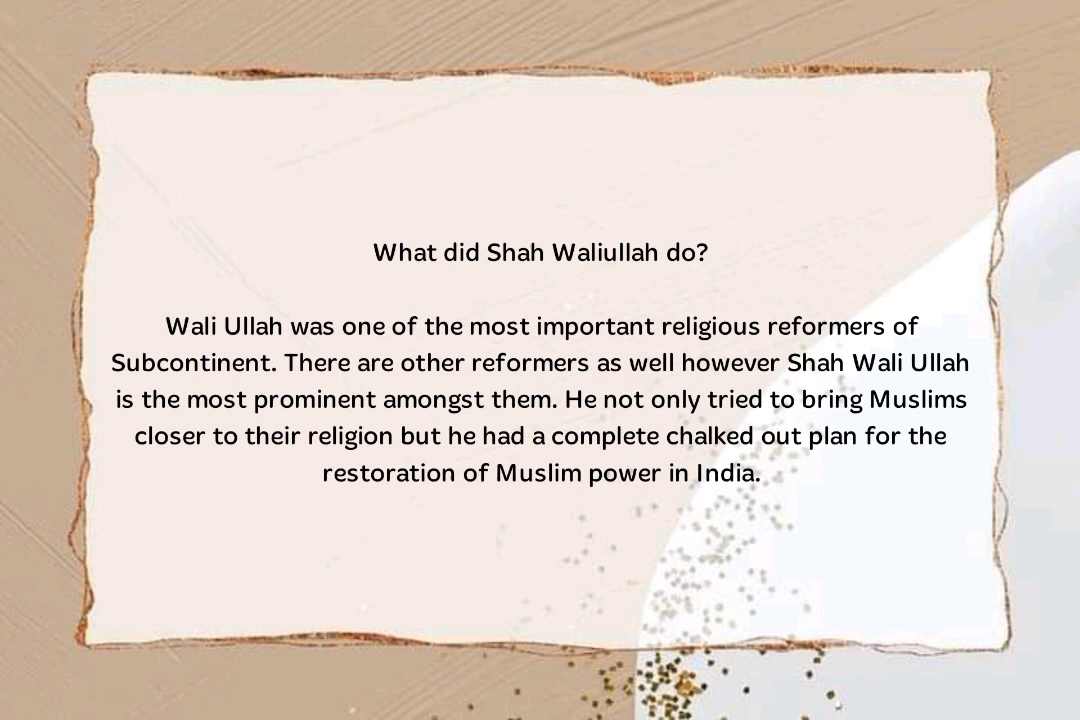 What did Shah Waliullah do?
Wali Ullah was one of the most important religious reformers of
Subcontinent. There are other reformers as well however Shah Wali Ullah
is the most prominent amongst them. He not only tried to bring Muslims
closer to their religion but he had a complete chalked out plan for the
restoration of Muslim power in India.